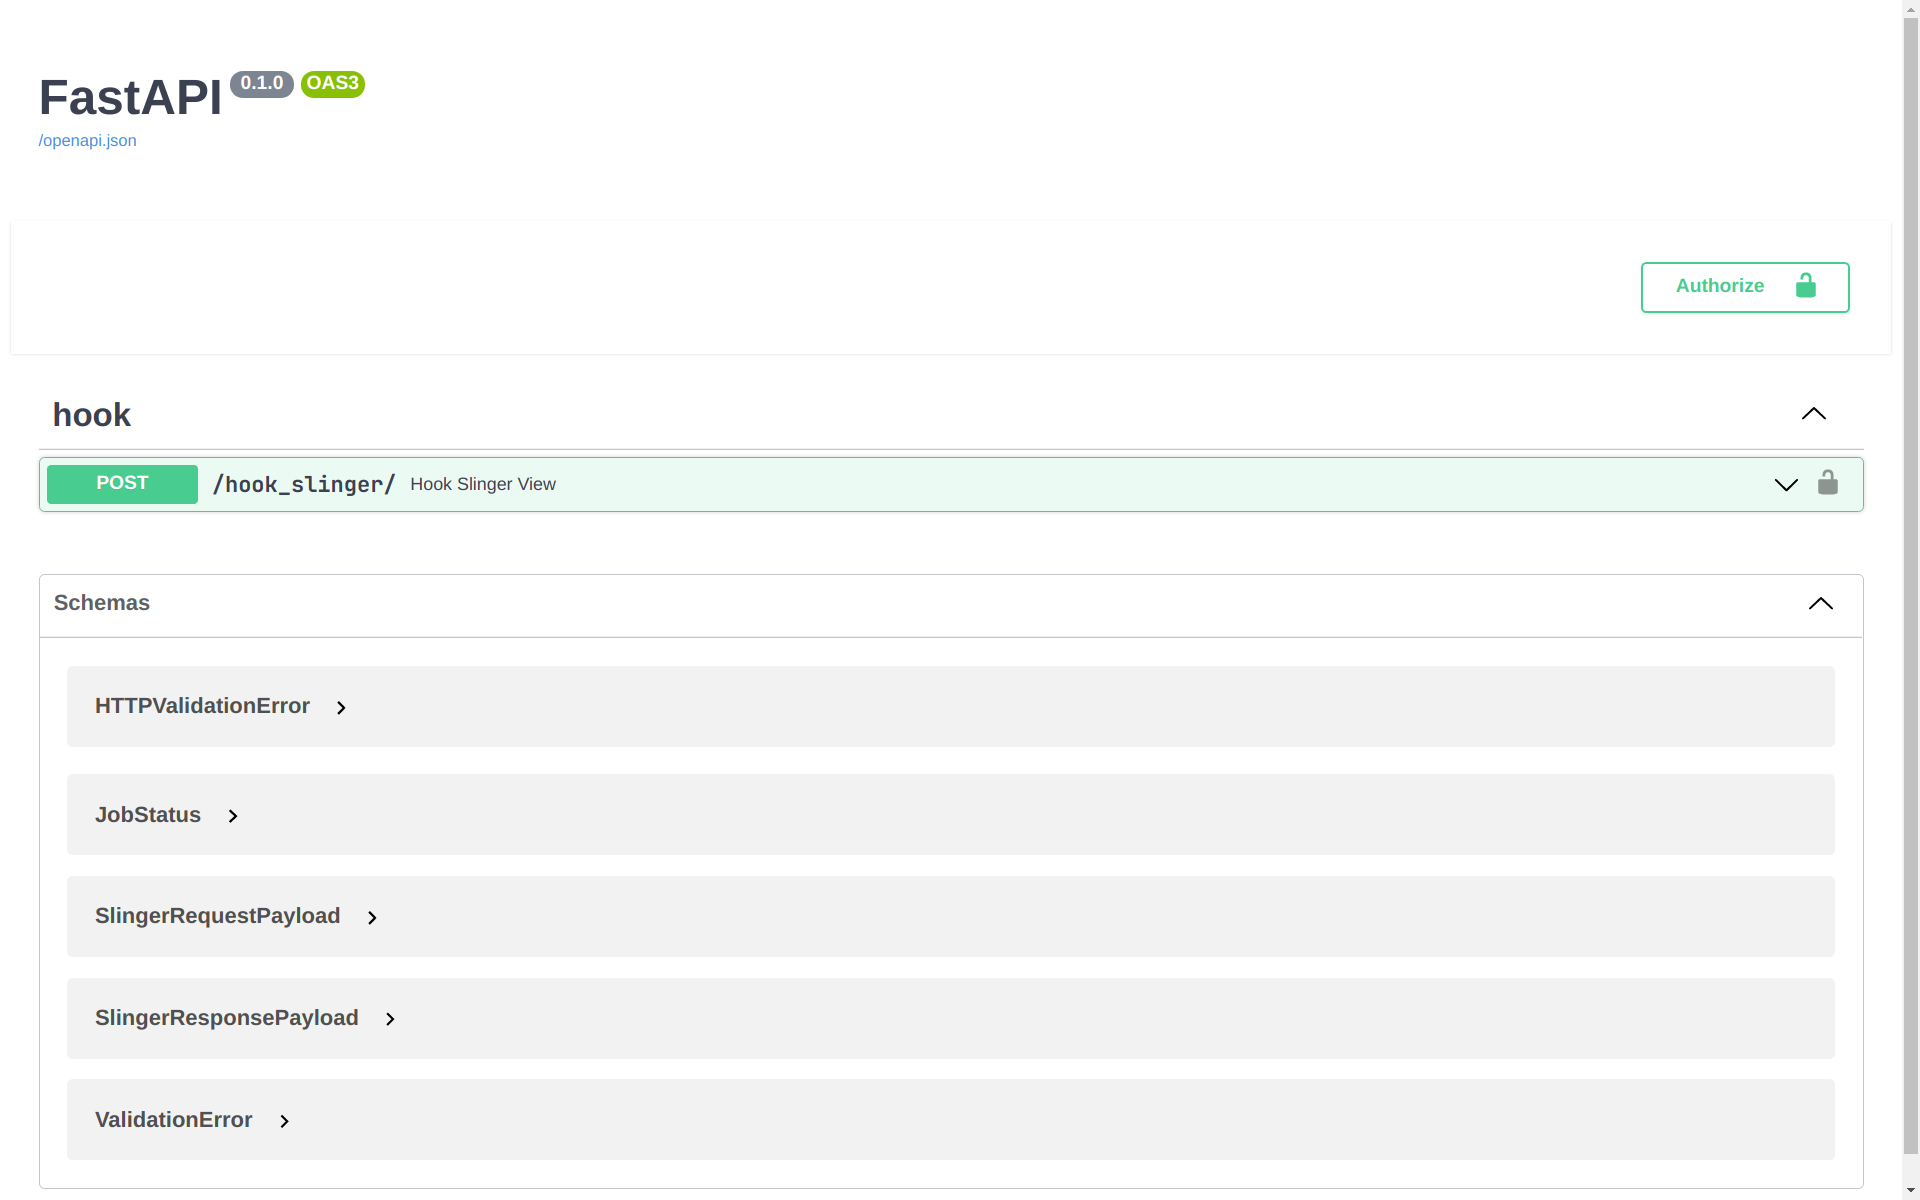 FastAPI 0.1.0 OAS3
/openapi.json
Authorize
hook
POST /hook_slinger/ Hook Slinger View
Schemas
HTTPValidationError
JobStatus
SlingerRequestPayload
SlingerResponsePayload
ValidationError